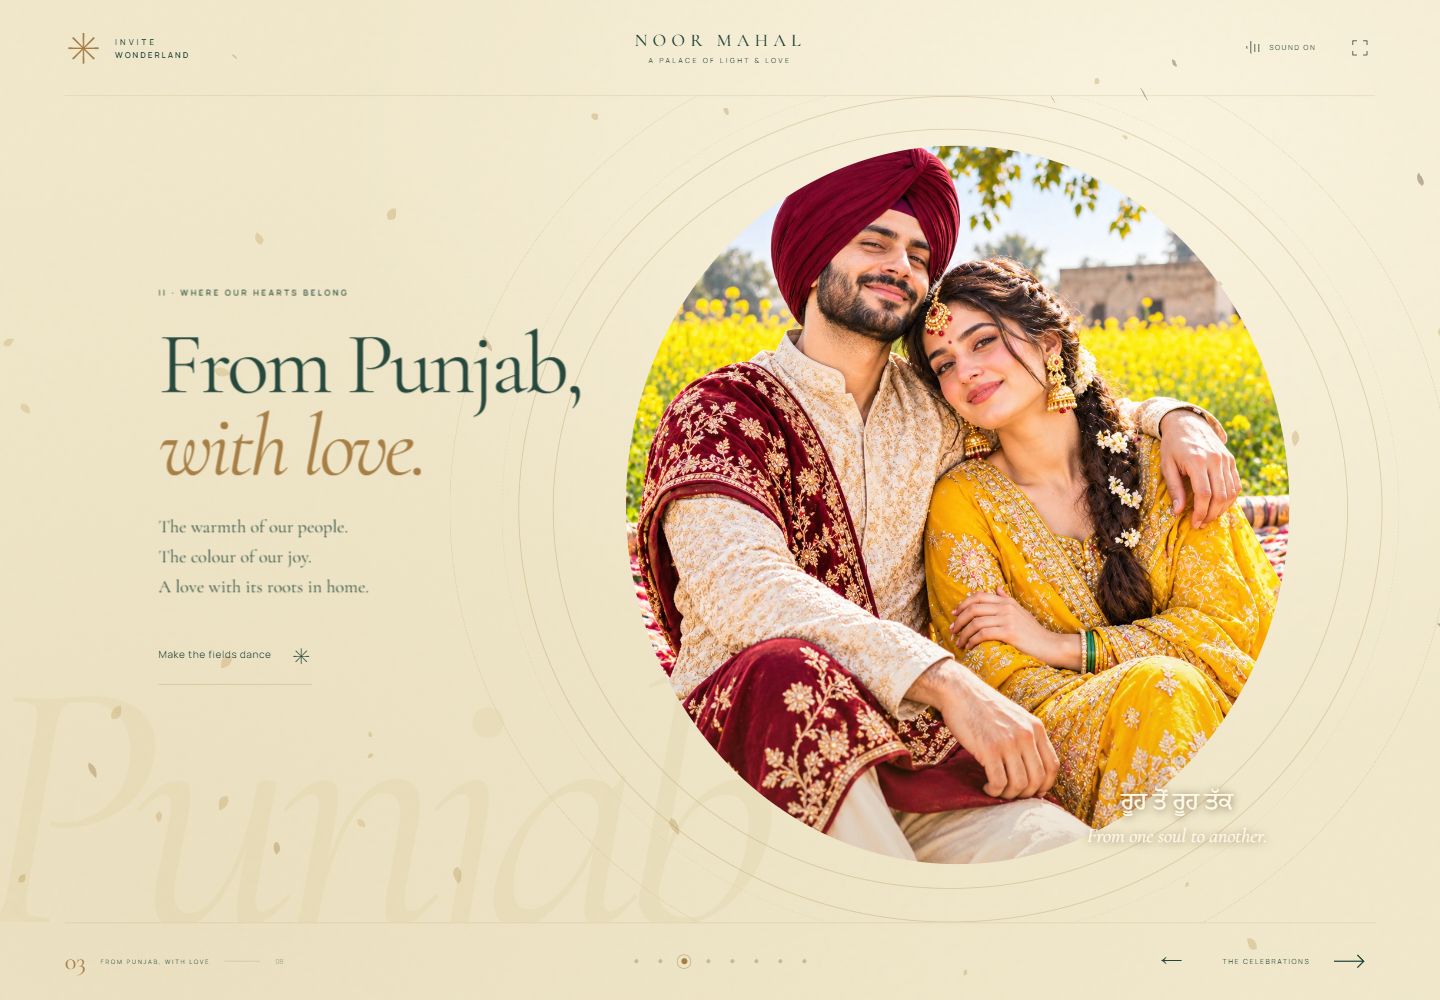 INVITE
WONDERLAND
NOOR MAHAL
A PALACE OF LIGHT & LOVE
SOUND ON
II · WHERE OUR HEARTS BELONG
From Punjab,
with love.
The warmth of our people.
The colour of our joy.
A love with its roots in home.
Make the fields dance
Punjab
ਰੂਹ ਤੋਂ ਰੂਹ ਤੱਕ
From one soul to another.
03
FROM PUNJAB, WITH LOVE
08
THE CELEBRATIONS